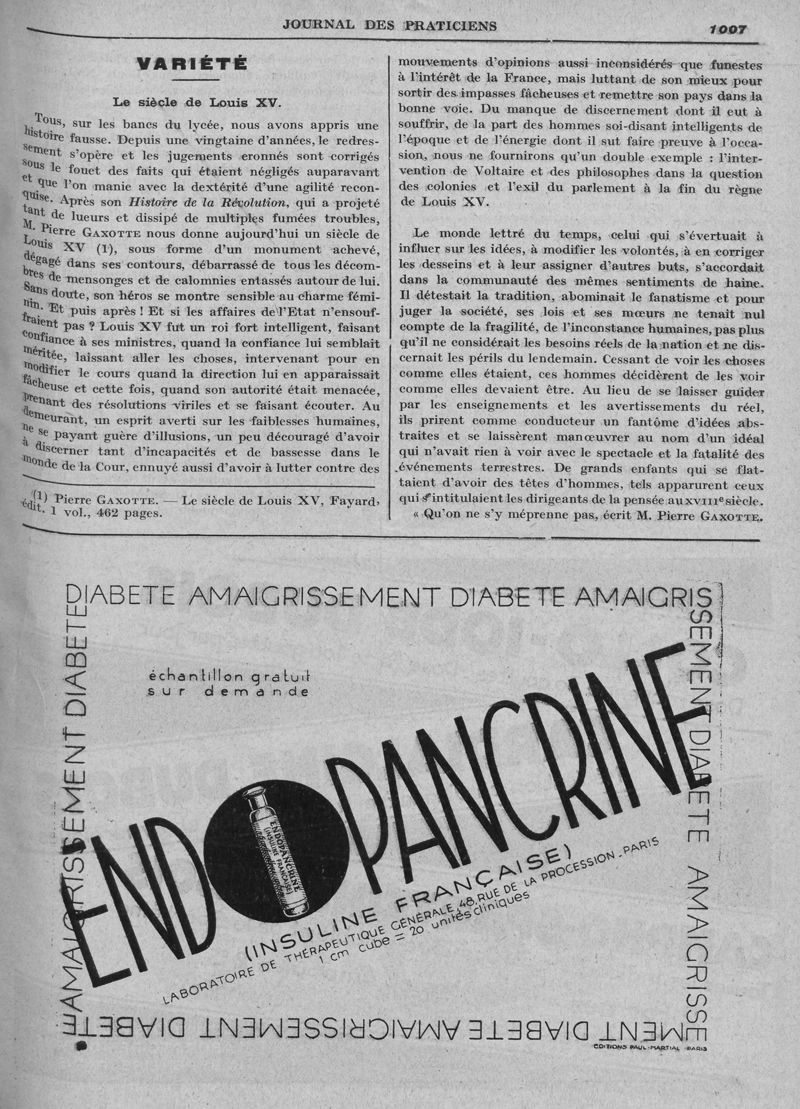 JOURNAL DES PRATICIENS
1007
VARIÉTÉ
Le siècle de Louis XV.
Tous, sur les bancs du lycée, nous avons appris une
histoire fausse. Depuis une vingtaine d'années, le redres-
sement s'opère et les jugements eronnés sont corrigés
sous le fouet des faits qui étaient négligés auparavant
et que l'on manie avec la dextérité d'une agilité recon-
quise. Après son Histoire de la Révolution, qui a projeté
tant de lueurs et dissipé de multiples fumées troubles,
M. Pierre GAXOTTE nous donne aujourd'hui un siècle de
Louis XV (1), sous forme d'un monument achevé,
dégagé dans ses contours, débarrassé de tous les décom-
bres de mensonges et de calomnies entassés autour de lui.
Sans doute, son héros se montre sensible au charme fémi-
nin. Et puis après ! Et si les affaires de l'Etat n'ensouf-
fraient pas ? Louis XV fut un roi fort intelligent, faisant
confiance à ses ministres, quand la confiance lui semblait
méritée, laissant aller les choses, intervenant pour en
modifier le cours quand la direction lui en apparaissait
fâcheuse et cette fois, quand son autorité était menacée,
prenant des résolutions viriles et se faisant écouter. Au
demeurant, un esprit averti sur les faiblesses humaines,
ne se payant guère d'illusions, un peu découragé d'avoir
à discerner tant d'incapacités et de bassesse dans le
monde de la Cour, ennuyé aussi d'avoir à lutter contre des
(1) Pierre GAXOTTE. — Le siècle de Louis XV, Fayard,
édit. 1 vol., 462 pages.
mouvements d'opinions aussi inconsidérés que funestes
à l'intérêt de la France, mais luttant de son mieux pour
sortir des impasses fâcheuses et remettre son pays dans la
bonne voie. Du manque de discernement dont il eut à
souffrir, de la part des hommes soi-disant intelligents de
l'époque et de l'énergie dont il sut faire preuve à l'occa-
sion, nous ne fournirons qu'un double exemple : l'inter-
vention de Voltaire et des philosophes dans la question
des colonies et l'exil du parlement à la fin du règne
de Louis XV.
Le monde lettré du temps, celui qui s'évertuait à
influer sur les idées, à modifier les volontés, à en corriger
les desseins et à leur assigner d'autres buts, s'accordait
dans la communauté des mêmes sentiments de haine.
Il détestait la tradition, abominait le fanatisme et pour
juger la société, ses lois et ses mœurs ne tenait nul
compte de la fragilité, de l'inconstance humaines, pas plus
qu'il ne considérait les besoins réels de la nation et ne dis-
cernait les périls du lendemain. Cessant de voir les choses
comme elles étaient, ces hommes décidèrent de les voir
comme elles devaient être. Au lieu de se laisser guider
par les enseignements et les avertissements du réel,
ils prirent comme conducteur un fantôme d'idées abs-
traites et se laissèrent manœuvrer au nom d'un idéal
qui n'avait rien à voir avec le spectacle et la fatalité des
événements terrestres. De grands enfants qui se flat-
taient d'avoir des têtes d'hommes, tels apparurent ceux
qui s'intitulaient les dirigeants de la pensée au XVIIIe siècle.
« Qu'on ne s'y méprenne pas, écrit M. Pierre GAXOTTE,
DIABETE AMAIGRISSEMENT DIABETE AMAIGRIS
SEMENT DIABETE AMAIGRISSE
MENT DIABETE AMAIGRISSEMENT DIABETE
AMAIGRISSEMENT DIABETE
échantillon gratuit
sur demande
ENDOPANCRINE
ENDOPANCRINE
(INSULINE FRANÇAISE)
(INSULINE FRANÇAISE)
LABORATOIRE DE THÉRAPEUTIQUE GÉNÉRALE 48, RUE DE LA PROCESSION - PARIS
1 cm cube = 20 unités cliniques
EDITIONS PAUL-MARTIAL - PARIS